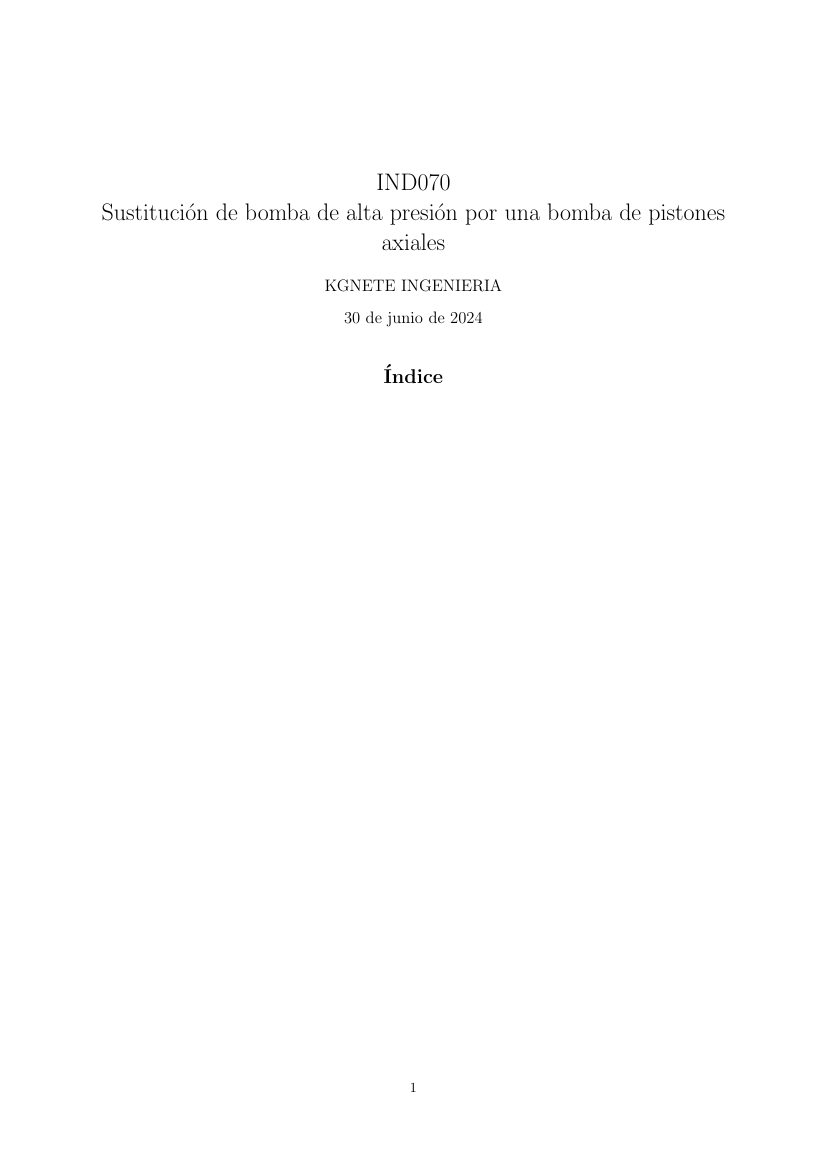 IND070
Sustitución de bomba de alta presión por una bomba de pistones
axiales
KGNETE INGENIERIA
30 de junio de 2024
Índice
1